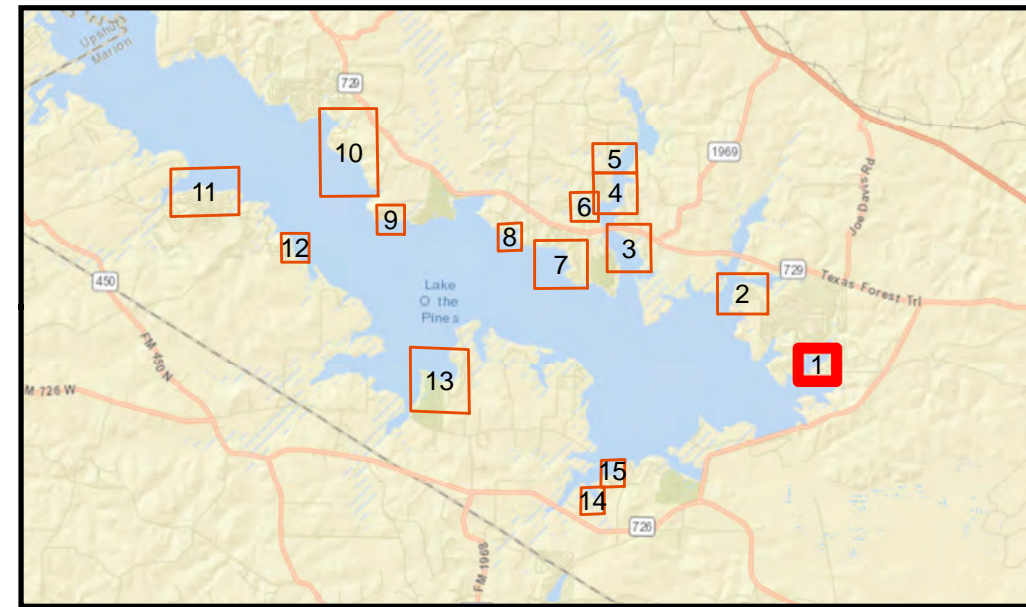 Upshur
Marion
729
10
5
1969
4
11
6
9
8
12
3
7
Joe Davis Rd
450
Lake
O the
Pines
2
729
Texas Forest Trl
FM 450 N
13
1
M 726 W
15
14
726
FM 1968